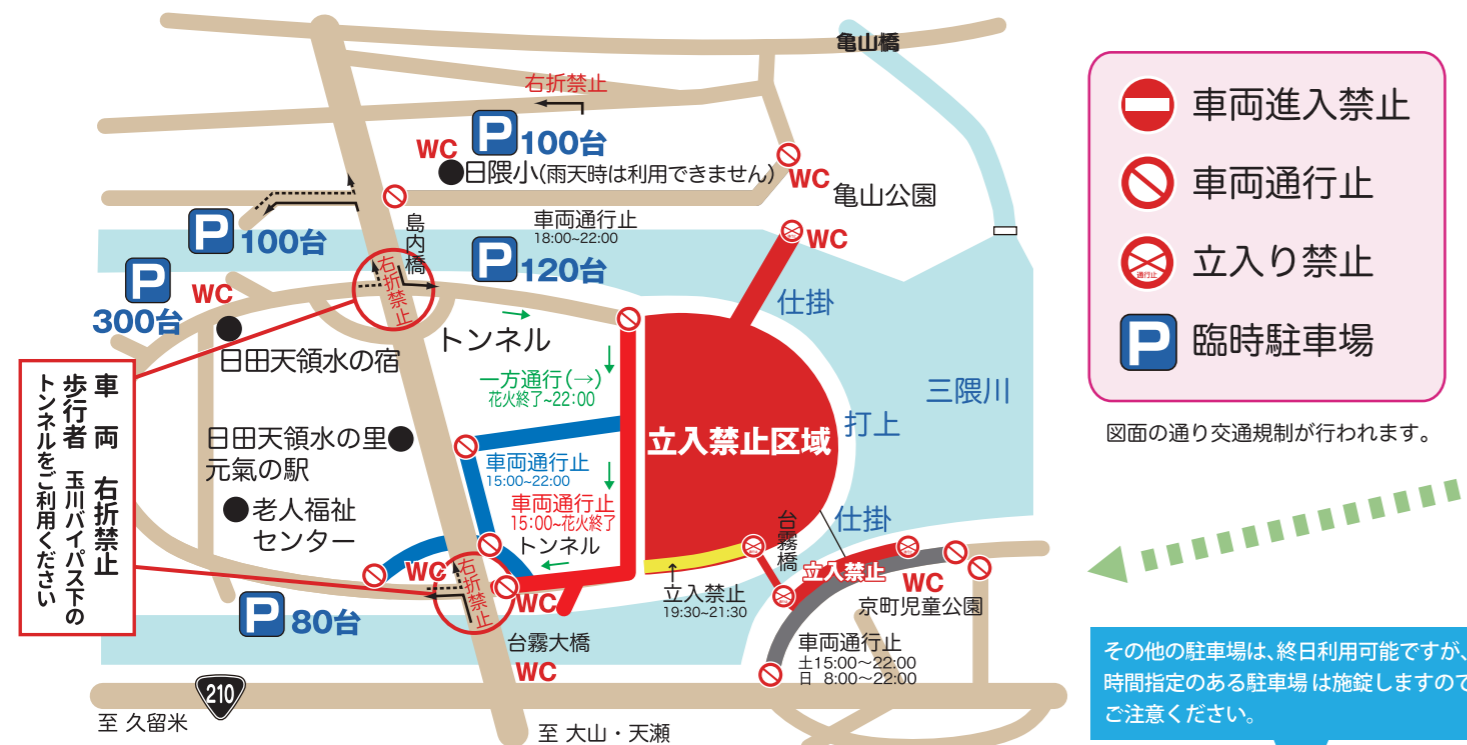 亀山橋
右折禁止
P 100台
WC
日隈小(雨天時は利用できません)
WC
亀山公園
P 100台
島内橋
車両通行止
18:00~22:00
WC
P 120台
右折禁止
P
300台
WC
仕掛
日田天領水の宿
トンネル
一方通行(→)
花火終了~22:00
三隈川
打上
立入禁止区域
車両 右折禁止
歩行者 玉川バイパス下の
トンネルをご利用ください
日田天領水の里
元氣の駅
車両通行止
15:00~22:00
車両通行止
15:00~花火終了
老人福祉
センター
トンネル
台霧橋
仕掛
WC
右折禁止
立入禁止
WC
WC
立入禁止
19:30~21:30
京町児童公園
P 80台
台霧大橋
WC
車両通行止
土15:00~22:00
日 8:00~22:00
210
至 久留米
至 大山・天瀬
車両進入禁止
車両通行止
通行止
立入り禁止
P 臨時駐車場
図面の通り交通規制が行われます。
その他の駐車場は、終日利用可能ですが、
時間指定のある駐車場は施錠しますので
ご注意ください。